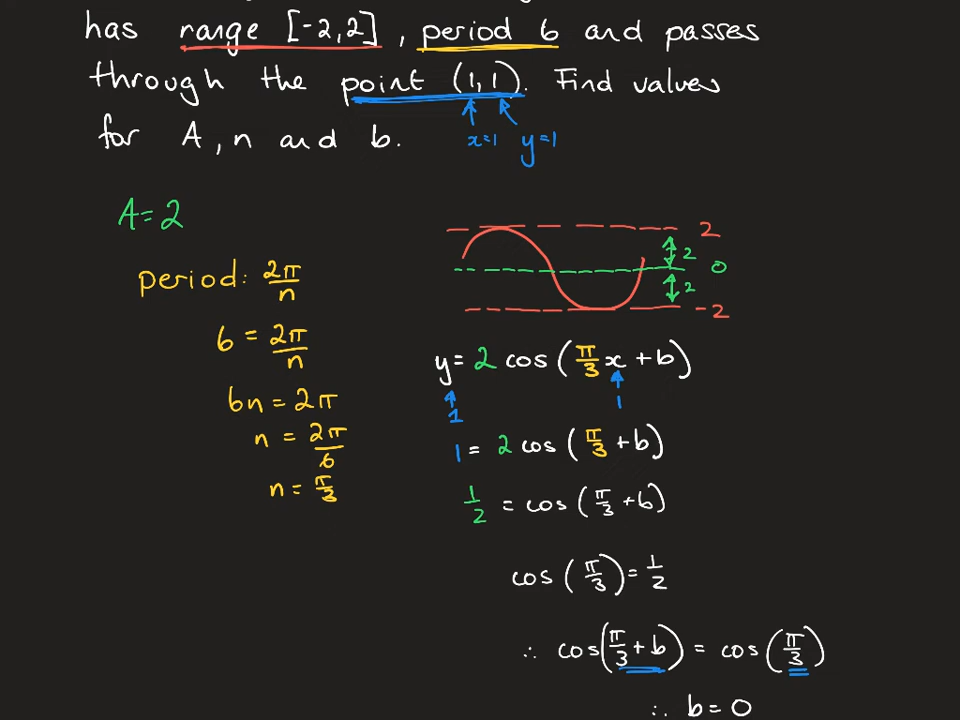 has range [-2,2], period 6 and passes
through the point (1,1). Find values
x=1 y=1
for A, n and b.
A=2
period: 2π/n
6 = 2π/n
6n = 2π
n = 2π/6
n = π/3
2
2
0
2
-2
y= 2 cos (π/3 x + b)
1 1
1 = 2 cos (π/3 + b)
1/2 = cos (π/3 + b)
cos (π/3) = 1/2
∴ cos(π/3 + b) = cos (π/3)
∴ b = 0